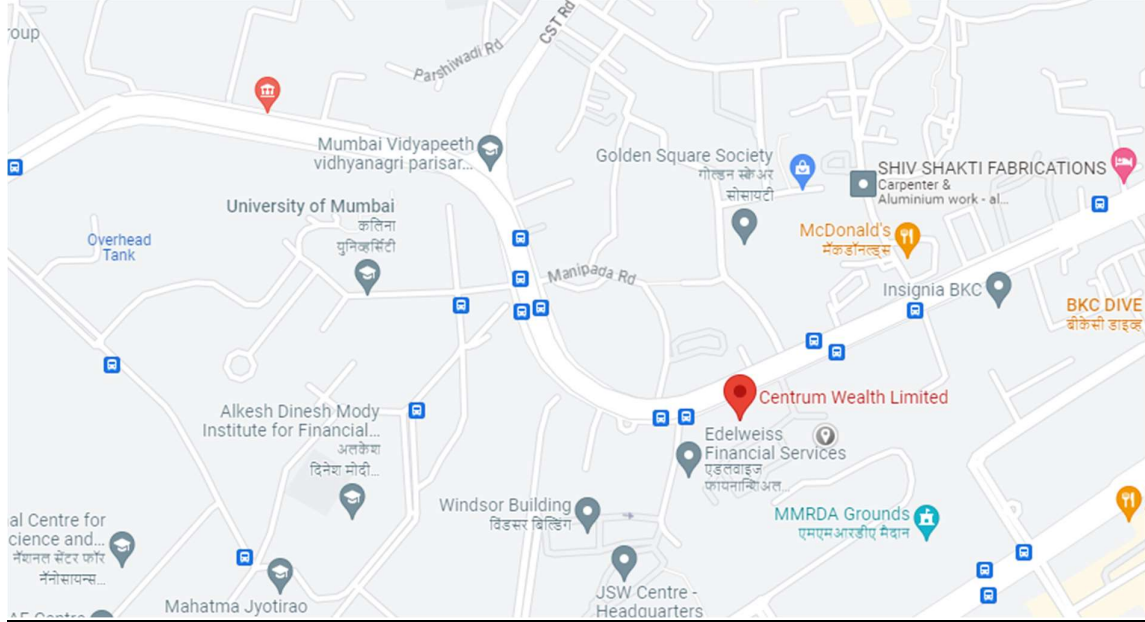 roup
CST Rd
Parshiwadi Rd
Mumbai Vidyapeeth
vidhyanagri parisar...
Golden Square Society
गोल्डन स्केअर
सोसायटी
SHIV SHAKTI FABRICATIONS
Carpenter &
Aluminium work - al...
University of Mumbai
कलिना
युनिव्हर्सिटी
Overhead
Tank
McDonald's
मॅकडॉनल्ड्स
Manipada Rd
Insignia BKC
BKC DIVE
बीकेसी डाइव्ह
Centrum Wealth Limited
Alkesh Dinesh Mody
Institute for Financial...
अलकेश
दिनेश मोदी...
Edelweiss
Financial Services
एडलवाइज
फायनान्शिअल...
Windsor Building
विंडसर बिल्डिंग
MMRDA Grounds
एमएमआरडीए मैदान
al Centre for
cience and...
नॅशनल सेंटर फॉर
नॅनोसायन्स...
JSW Centre -
Headquarters
Mahatma Jyotirao